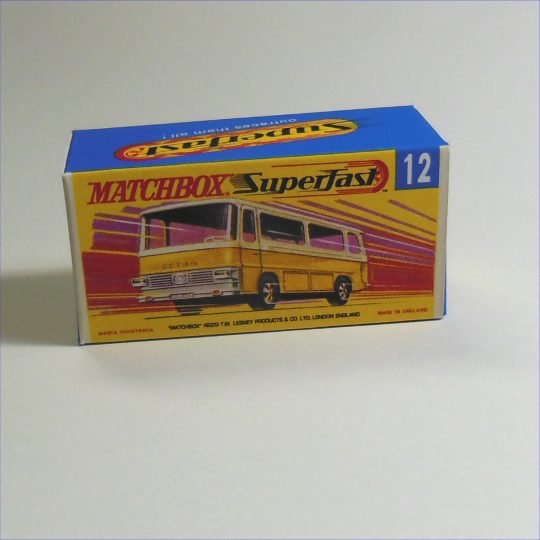 outraces them all!
Superfast
MATCHBOX Superfast TM 12
SETRA
MARCA REGISTRADA "MATCHBOX" REG'D T.M. LESNEY PRODUCTS & CO. LTD. LONDON ENGLAND MADE IN ENGLAND